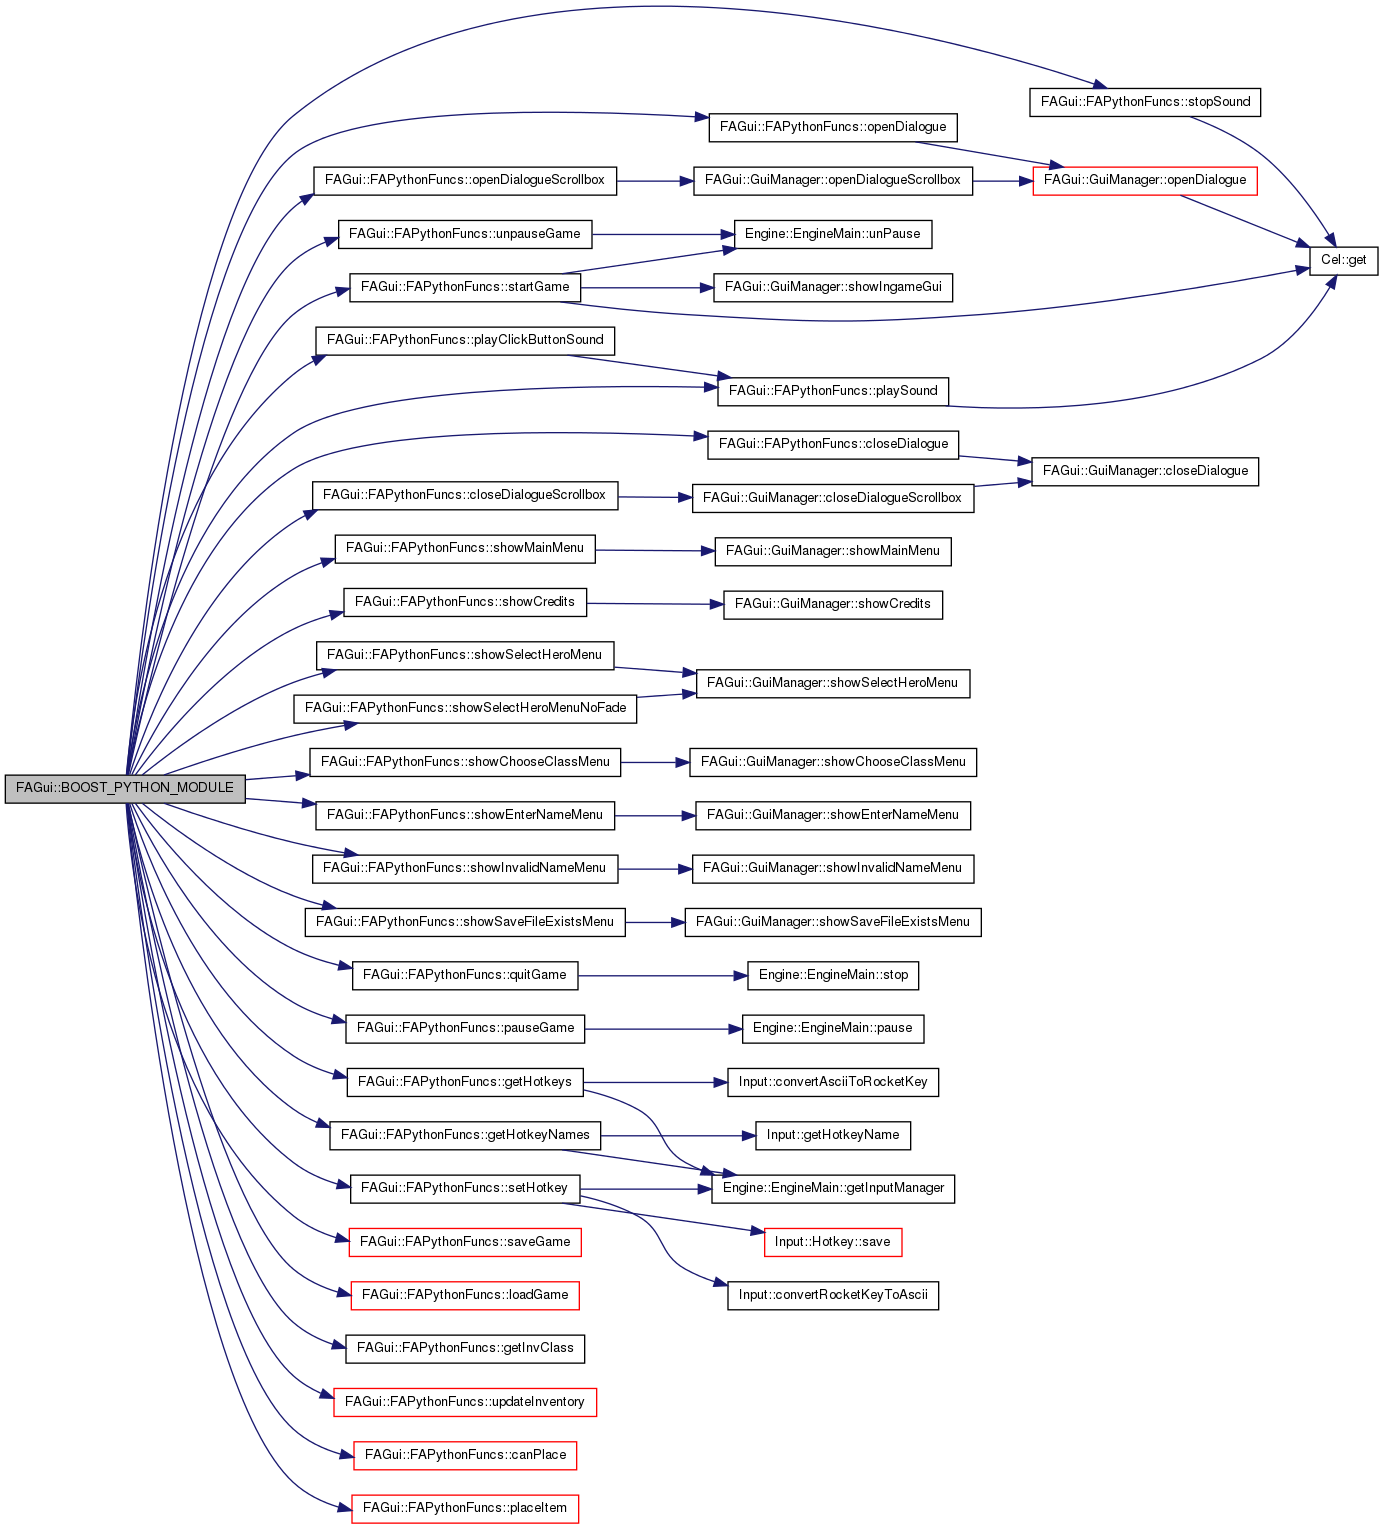 FAGui::FAPythonFuncs::stopSound
FAGui::FAPythonFuncs::openDialogue
FAGui::FAPythonFuncs::openDialogueScrollbox
FAGui::GuiManager::openDialogueScrollbox
FAGui::GuiManager::openDialogue
FAGui::FAPythonFuncs::unpauseGame
Engine::EngineMain::unPause
Cel::get
FAGui::FAPythonFuncs::startGame
FAGui::GuiManager::showIngameGui
FAGui::FAPythonFuncs::playClickButtonSound
FAGui::FAPythonFuncs::playSound
FAGui::FAPythonFuncs::closeDialogue
FAGui::GuiManager::closeDialogue
FAGui::FAPythonFuncs::closeDialogueScrollbox
FAGui::GuiManager::closeDialogueScrollbox
FAGui::FAPythonFuncs::showMainMenu
FAGui::GuiManager::showMainMenu
FAGui::FAPythonFuncs::showCredits
FAGui::GuiManager::showCredits
FAGui::FAPythonFuncs::showSelectHeroMenu
FAGui::GuiManager::showSelectHeroMenu
FAGui::FAPythonFuncs::showSelectHeroMenuNoFade
FAGui::FAPythonFuncs::showChooseClassMenu
FAGui::GuiManager::showChooseClassMenu
FAGui::BOOST_PYTHON_MODULE
FAGui::FAPythonFuncs::showEnterNameMenu
FAGui::GuiManager::showEnterNameMenu
FAGui::FAPythonFuncs::showInvalidNameMenu
FAGui::GuiManager::showInvalidNameMenu
FAGui::FAPythonFuncs::showSaveFileExistsMenu
FAGui::GuiManager::showSaveFileExistsMenu
FAGui::FAPythonFuncs::quitGame
Engine::EngineMain::stop
FAGui::FAPythonFuncs::pauseGame
Engine::EngineMain::pause
FAGui::FAPythonFuncs::getHotkeys
Input::convertAsciiToRocketKey
FAGui::FAPythonFuncs::getHotkeyNames
Input::getHotkeyName
FAGui::FAPythonFuncs::setHotkey
Engine::EngineMain::getInputManager
FAGui::FAPythonFuncs::saveGame
Input::Hotkey::save
FAGui::FAPythonFuncs::loadGame
Input::convertRocketKeyToAscii
FAGui::FAPythonFuncs::getInvClass
FAGui::FAPythonFuncs::updateInventory
FAGui::FAPythonFuncs::canPlace
FAGui::FAPythonFuncs::placeItem